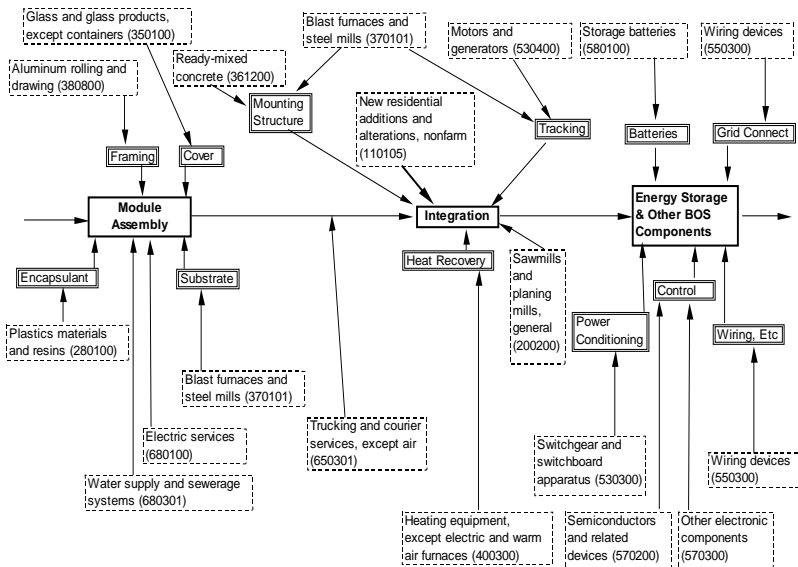 Glass and glass products,
except containers (350100)
Blast furnaces and
steel mills (370101)
Motors and
generators (530400)
Storage batteries
(580100)
Wiring devices
(550300)
Aluminum rolling and
drawing (380800)
Ready-mixed
concrete (361200)
Mounting
Structure
New residential
additions and
alterations, nonfarm
(110105)
Tracking
Batteries
Grid Connect
Framing
Cover
Module
Assembly
Integration
Energy Storage
& Other BOS
Components
Encapsulant
Substrate
Heat Recovery
Sawmills
and
planing
mills,
general
(200200)
Control
Power
Conditioning
Wiring, Etc
Plastics materials
and resins (280100)
Blast furnaces and
steel mills (370101)
Electric services
(680100)
Trucking and courier
services, except air
(650301)
Switchgear and
switchboard
apparatus (530300)
Wiring devices
(550300)
Water supply and sewerage
systems (680301)
Heating equipment,
except electric and warm
air furnaces (400300)
Semiconductors
and related
devices (570200)
Other electronic
components
(570300)